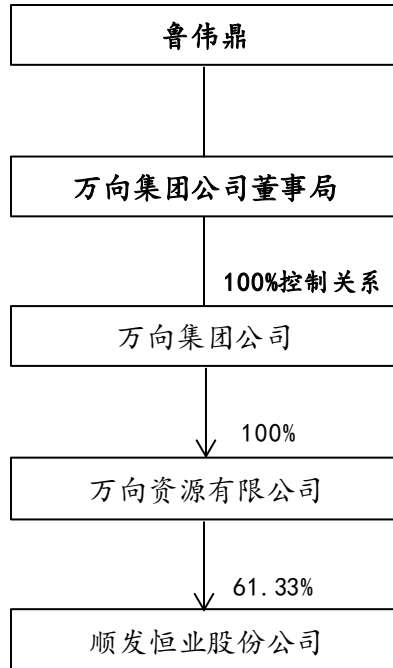 鲁伟鼎
万向集团公司董事局
100%控制关系
万向集团公司
100%
万向资源有限公司
61.33%
顺发恒业股份公司